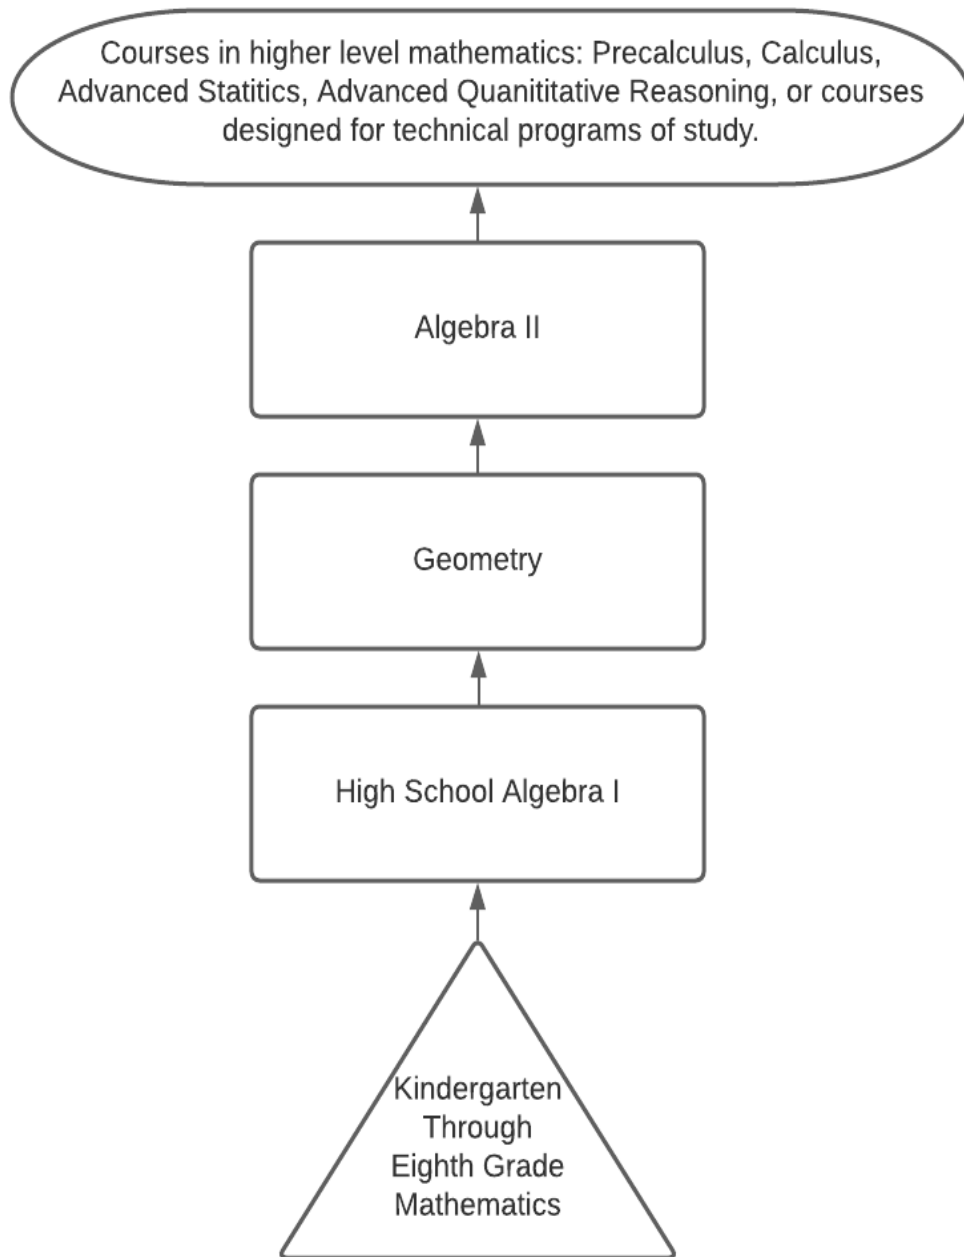 Courses in higher level mathematics: Precalculus, Calculus,
Advanced Statitics, Advanced Quanititative Reasoning, or courses
designed for technical programs of study.
Algebra II
Geometry
High School Algebra I
Kindergarten
Through
Eighth Grade
Mathematics